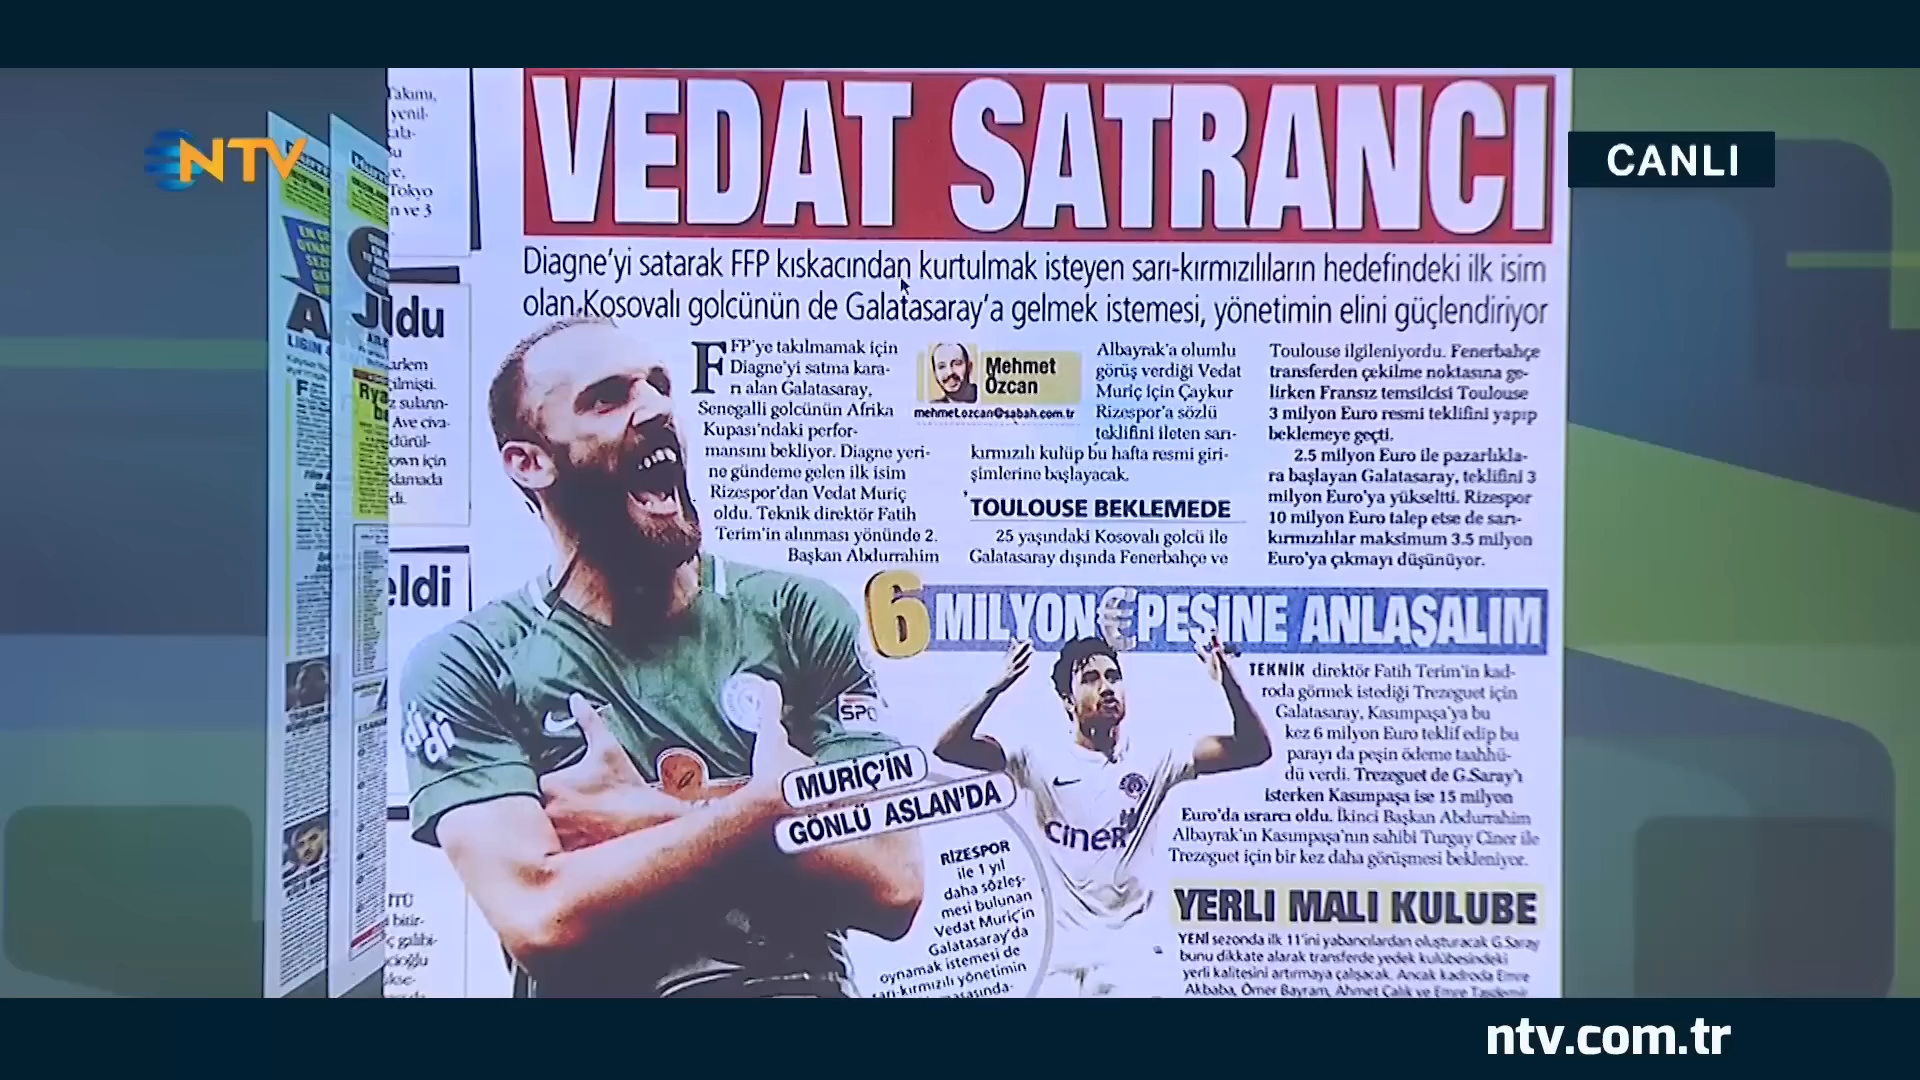 NTV
CANLI
VEDAT SATRANCI
Diagne'yi satarak FFP kıskacından kurtulmak isteyen sarı-kırmızılıların hedefindeki ilk isim
olan Kosovalı golcünün de Galatasaray'a gelmek istemesi, yönetimin elini güçlendiriyor
FFP'ye takılmamak için
Diagne'yi satma kara-
rı alan Galatasaray,
Senegalli golcünün Afrika
Kupası'ndaki perfor-
mansını bekliyor. Diagne yeri-
ne gündeme gelen ilk isim
Rizespor'dan Vedat Muriç
oldu. Teknik direktör Fatih
Terim'in alınması yönünde 2.
Başkan Abdurrahim
Mehmet
Özcan
mehmet.ozcan@sabah.com.tr
Albayrak'a olumlu
görüş verdiği Vedat
Muriç için Çaykur
Rizespor'a sözlü
teklifini ileten sarı-
kırmızılı kulüp bu hafta resmi giri-
şimlerine başlayacak.
TOULOUSE BEKLEMEDE
25 yaşındaki Kosovalı golcü ile
Galatasaray dışında Fenerbahçe ve
Toulouse ilgileniyordu. Fenerbahçe
transferden çekilme noktasına ge-
lirken Fransız temsilcisi Toulouse
3 milyon Euro resmi teklifini yapıp
beklemeye geçti.
2.5 milyon Euro ile pazarlıkla-
ra başlayan Galatasaray, teklifini 3
milyon Euro'ya yükseltti. Rizespor
10 milyon Euro talep etse de sarı-
kırmızılılar maksimum 3.5 milyon
Euro'ya çıkmayı düşünüyor.
6 MİLYON € PEŞİNE ANLAŞALIM
TEKNİK direktör Fatih Terim'in kad-
roda görmek istediği Trezeguet için
Galatasaray, Kasımpaşa'ya bu
kez 6 milyon Euro teklif edip bu
parayı da peşin ödeme taahhü-
dü verdi. Trezeguet de G.Saray'ı
isterken Kasımpaşa ise 15 milyon
Euro'da ısrarcı oldu. İkinci Başkan Abdurrahim
Albayrak'ın Kasımpaşa'nın sahibi Turgay Ciner ile
Trezeguet için bir kez daha görüşmesi bekleniyor.
MURİÇ'İN
GÖNLÜ ASLAN'DA
RİZESPOR
ile 1 yıl
daha sözleş-
mesi bulunan
Vedat Muriç'in
Galatasaray'da
oynamak istemesi de
sarı-kırmızılı yönetimin
ciner
YERLİ MALI KULÜBE
YENİ sezonda ilk 11'ini yabancılardan oluşturacak G.Saray
bunu dikkate alarak transferde yedek kulübesindeki
yerli kalitesini artırmaya çalışacak. Ancak kadroda Emre
Akbaba, Ömer Bayram, Ahmet Çalık ve Emre Taşdemir
ntv.com.tr